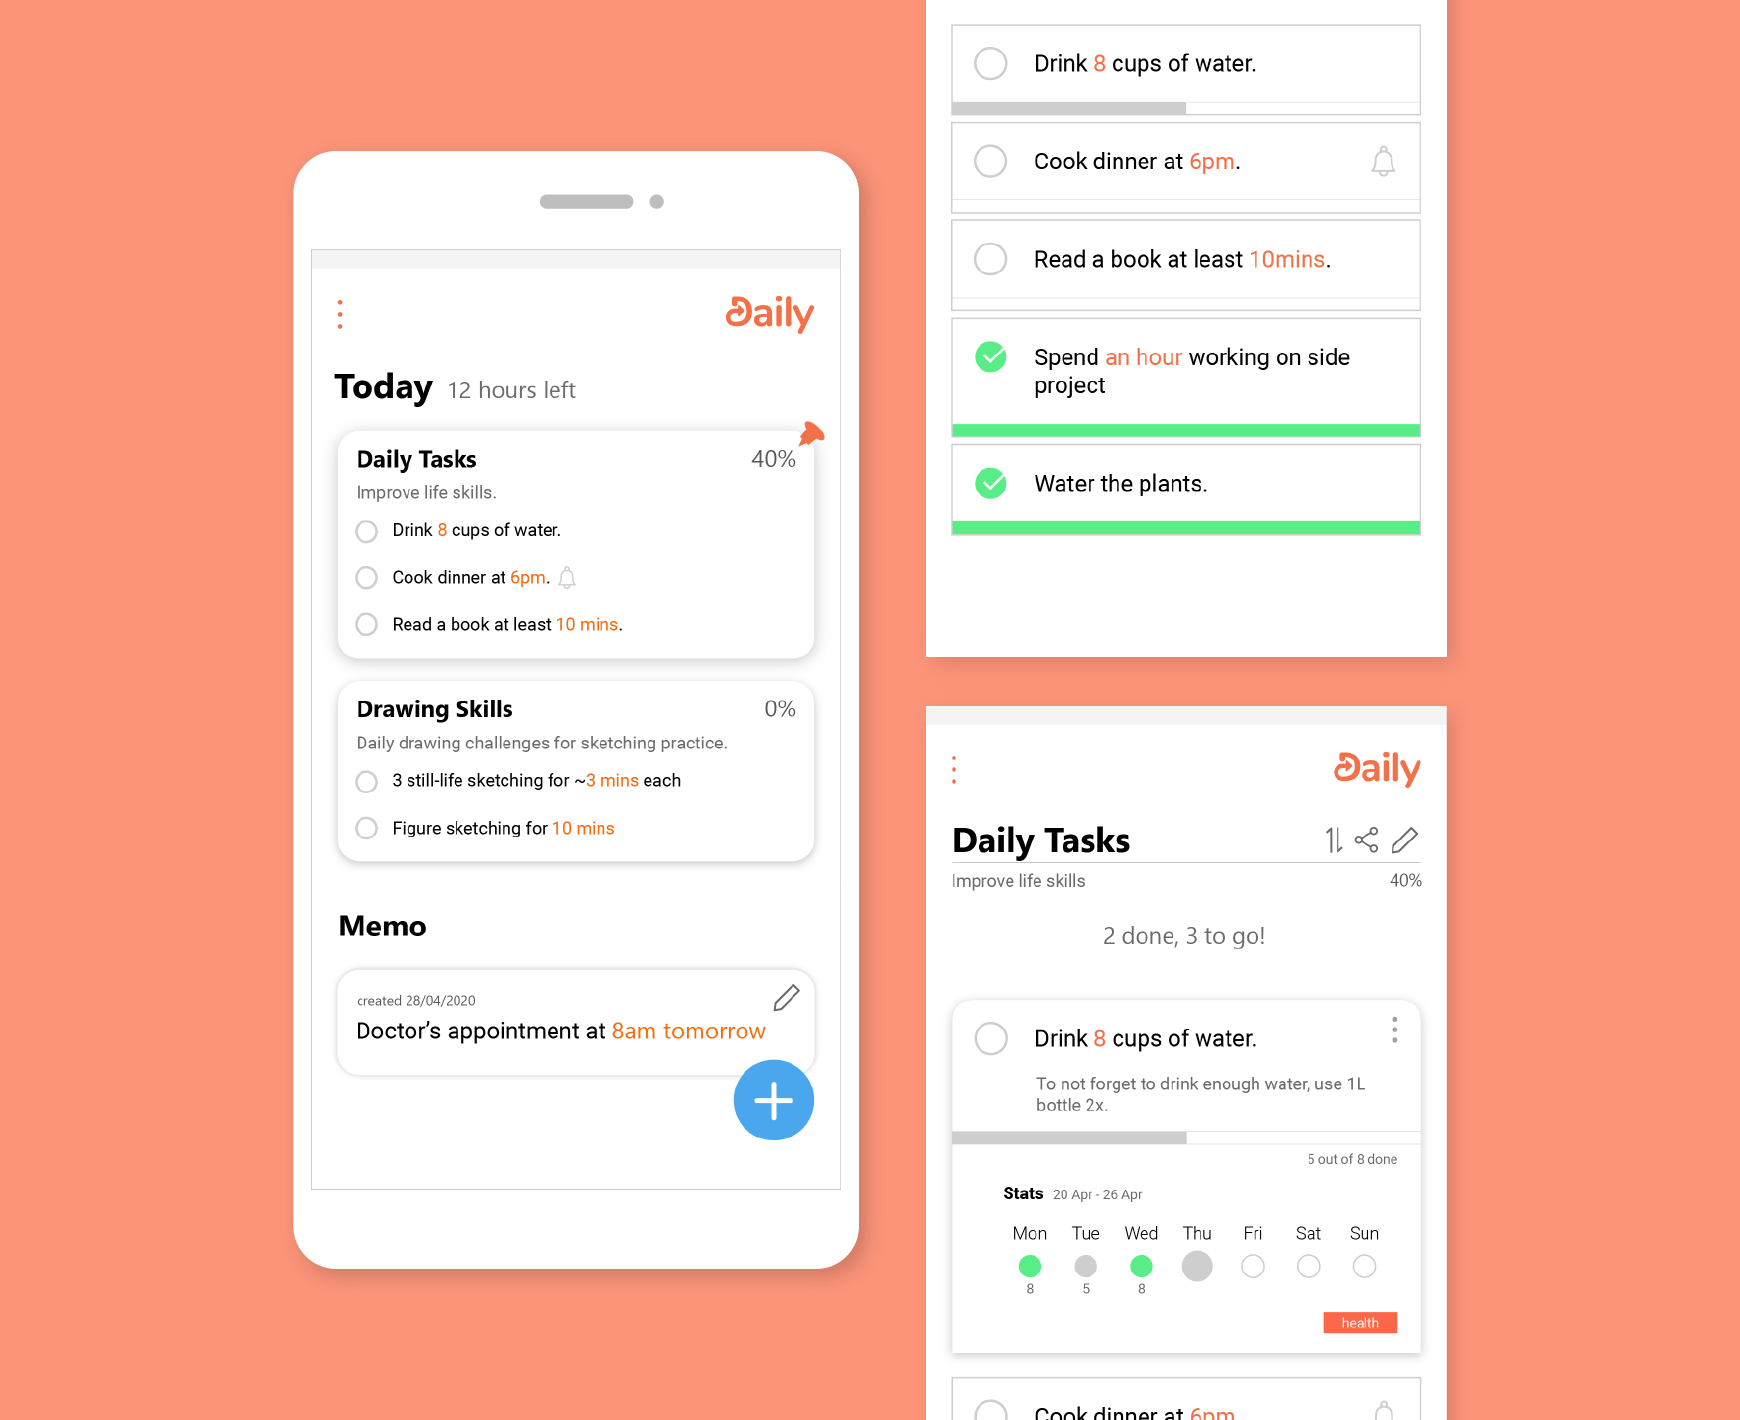 Daily
Today 12 hours left
Daily Tasks 40%
Improve life skills.
Drink 8 cups of water.
Cook dinner at 6pm.
Read a book at least 10 mins.
Drawing Skills 0%
Daily drawing challenges for sketching practice.
3 still-life sketching for ~3 mins each
Figure sketching for 10 mins
Memo
created 28/04/2020
Doctor’s appointment at 8am tomorrow
Drink 8 cups of water.
Cook dinner at 6pm.
Read a book at least 10mins.
Spend an hour working on side
project
Water the plants.
Daily
Daily Tasks
Improve life skills 40%
2 done, 3 to go!
Drink 8 cups of water.
To not forget to drink enough water, use 1L
bottle 2x.
5 out of 8 done
Stats 20 Apr - 26 Apr
Mon Tue Wed Thu Fri Sat Sun
8 5 8
health
Cook dinner at 6pm